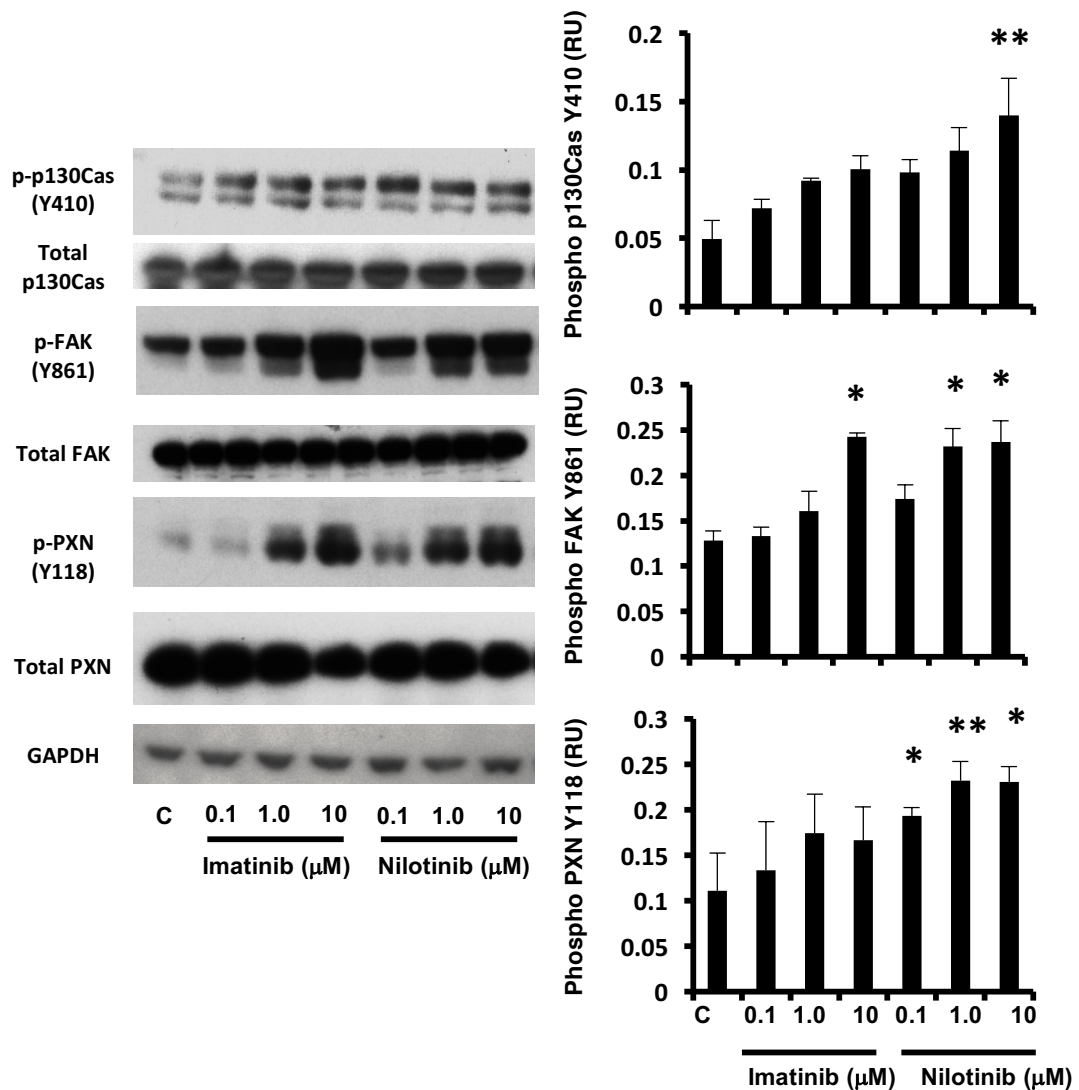 p-p130Cas
(Y410)
Total
p130Cas
p-FAK
(Y861)
Total FAK
p-PXN
(Y118)
Total PXN
GAPDH
C 0.1 1.0 10 0.1 1.0 10
Imatinib (μM) Nilotinib (μM)
Phospho p130Cas Y410 (RU)
0.2
0.15
0.1
0.05
0
**
Phospho FAK Y861 (RU)
0.3
0.25
0.2
0.15
0.1
0.05
0
* * *
Phospho PXN Y118 (RU)
0.3
0.25
0.2
0.15
0.1
0.05
0
* ** *
C 0.1 1.0 10 0.1 1.0 10
Imatinib (μM) Nilotinib (μM)